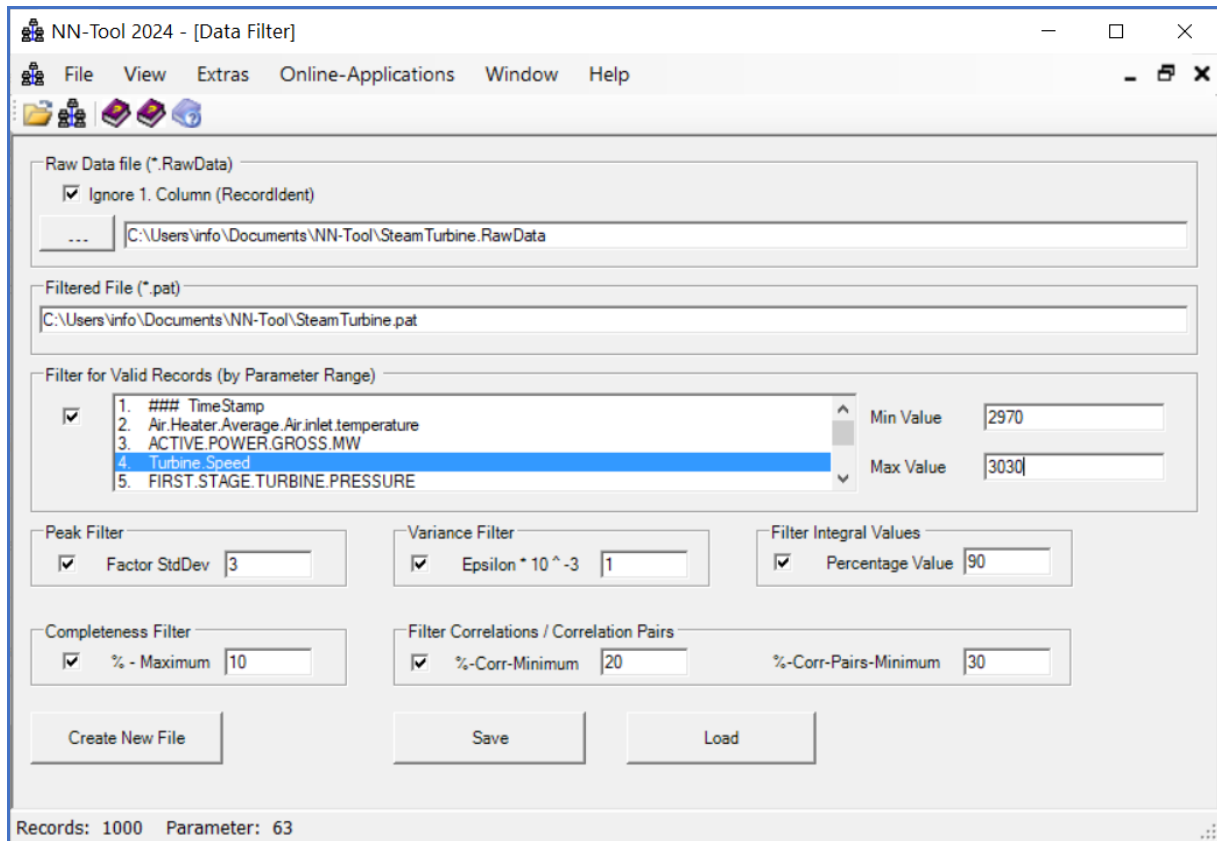 NN-Tool 2024 - [Data Filter]
File View Extras Online-Applications Window Help
Raw Data file (*.RawData)
Ignore 1. Column (RecordIdent)
... C:\Users\info\Documents\NN-Tool\SteamTurbine.RawData
Filtered File (*.pat)
C:\Users\info\Documents\NN-Tool\SteamTurbine.pat
Filter for Valid Records (by Parameter Range)
1. ### TimeStamp
2. Air.Heater.Average.Air.inlet.temperature
3. ACTIVE.POWER.GROSS.MW
4. Turbine.Speed
5. FIRST.STAGE.TURBINE.PRESSURE
Min Value 2970
Max Value 3030
Peak Filter Variance Filter Filter Integral Values
Factor StdDev 3 Epsilon * 10 ^ -3 1 Percentage Value 90
Completeness Filter Filter Correlations / Correlation Pairs
% - Maximum 10 %-Corr-Minimum 20 %-Corr-Pairs-Minimum 30
Create New File Save Load
Records: 1000 Parameter: 63